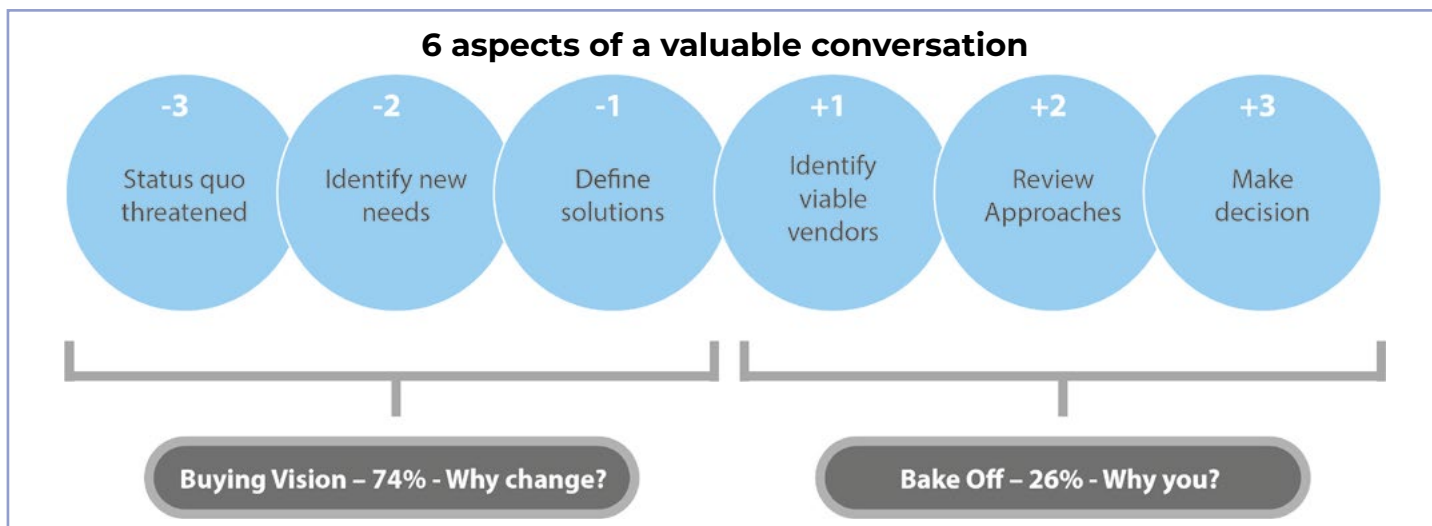 6 aspects of a valuable conversation
-3
Status quo
threatened
-2
Identify new
needs
-1
Define
solutions
+1
Identify
viable
vendors
+2
Review
Approaches
+3
Make
decision
Buying Vision – 74% - Why change?
Bake Off – 26% - Why you?